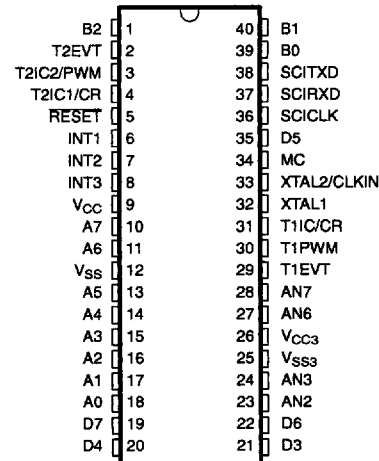 B2 1 40 B1
T2EVT 2 39 B0
T2IC2/PWM 3 38 SCITXD
T2IC1/CR 4 37 SCIRXD
RESET 5 36 SCICLK
INT1 6 35 D5
INT2 7 34 MC
INT3 8 33 XTAL2/CLKIN
VCC 9 32 XTAL1
A7 10 31 T1IC/CR
A6 11 30 T1PWM
VSS 12 29 T1EVT
A5 13 28 AN7
A4 14 27 AN6
A3 15 26 VCC3
A2 16 25 VSS3
A1 17 24 AN3
A0 18 23 AN2
D7 19 22 D6
D4 20 21 D3